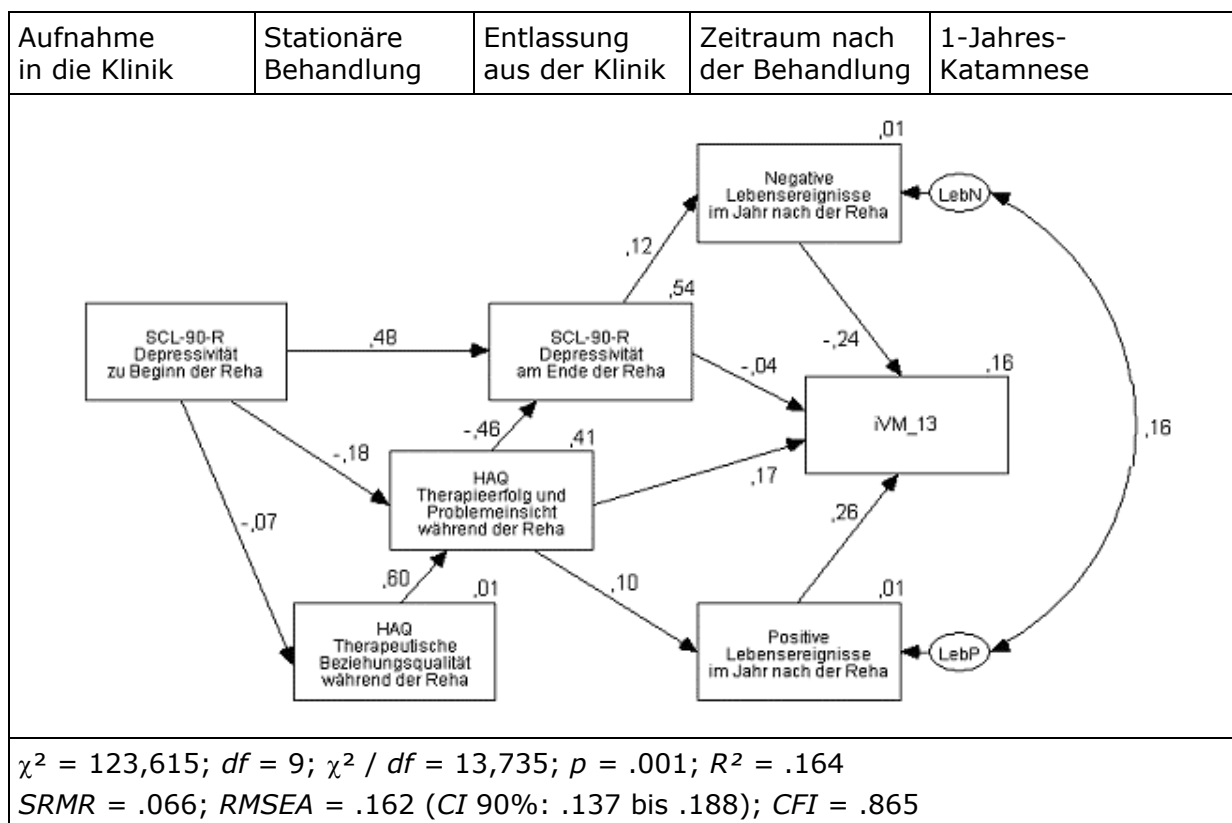 Aufnahme
in die Klinik
Stationäre
Behandlung
Entlassung
aus der Klinik
Zeitraum nach
der Behandlung
1-Jahres-
Katamnese
,01
Negative
Lebensereignisse
im Jahr nach der Reha
LebN
,12
,54
SCL-90-R
Depressivität
zu Beginn der Reha
,48
SCL-90-R
Depressivität
am Ende der Reha
-,24
-,04
,16
iVM_13
,16
-,18
-,46
,41
HAQ
Therapieerfolg und
Problemeinsicht
während der Reha
,17
,26
-,07
,60
,01
HAQ
Therapeutische
Beziehungsqualität
während der Reha
,10
,01
Positive
Lebensereignisse
im Jahr nach der Reha
LebP
χ² = 123,615; df = 9; χ² / df = 13,735; p = .001; R² = .164
SRMR = .066; RMSEA = .162 (CI 90%: .137 bis .188); CFI = .865